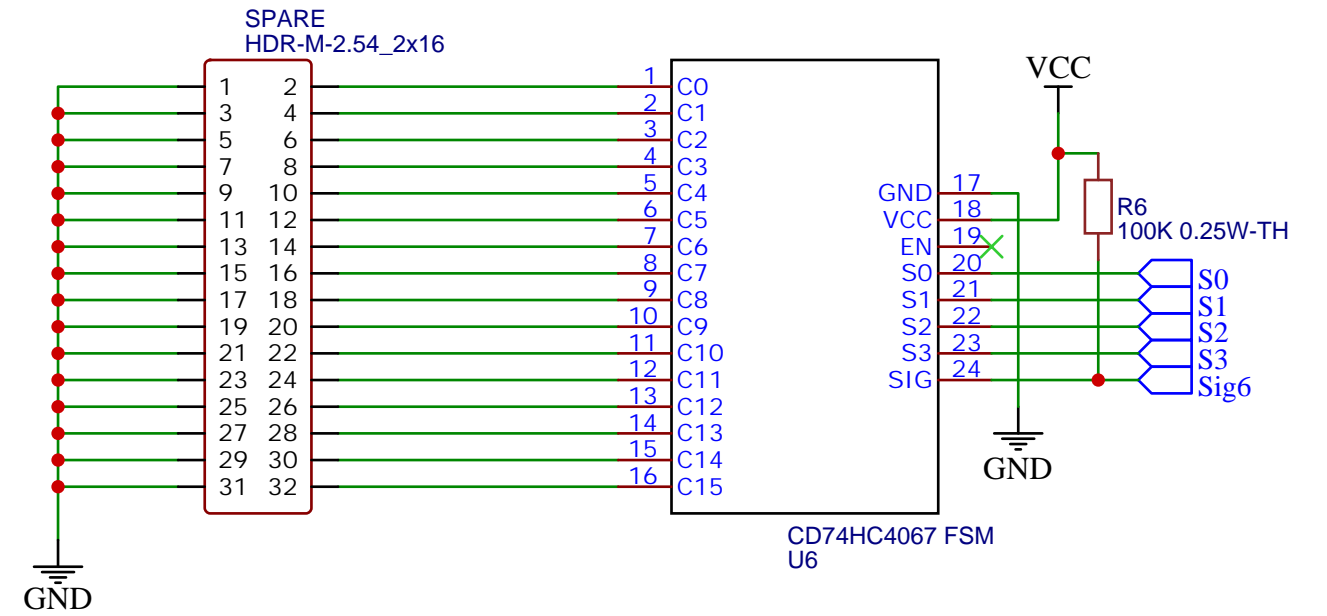 SPARE
HDR-M-2.54_2x16
VCC
1 2 1 C0
3 4 2 C1
5 6 3 C2
7 8 4 C3
9 10 5 C4 GND 17
11 12 6 C5 VCC 18 R6
100K 0.25W-TH
13 14 7 C6 EN 19
15 16 8 C7 S0 20 S0
17 18 9 C8 S1 21 S1
19 20 10 C9 S2 22 S2
21 22 11 C10 S3 23 S3
23 24 12 C11 SIG 24 Sig6
25 26 13 C12
27 28 14 C13
29 30 15 C14
31 32 16 C15
GND
CD74HC4067 FSM
U6
GND